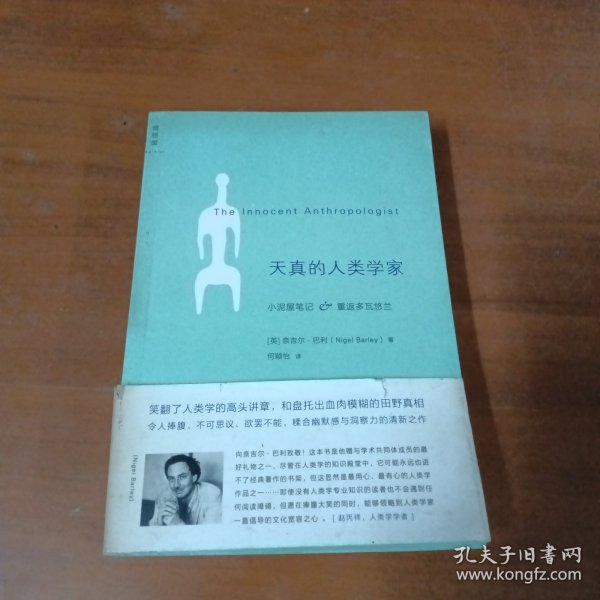 理想国
The Innocent Anthropologist
天真的人类学家
小泥屋笔记 & 重返多瓦悠兰
[英] 奈吉尔·巴利（Nigel Barley）著
何颖怡 译
笑翻了人类学的高头讲章，和盘托出血肉模糊的田野真相
令人捧腹、不可思议、欲罢不能，糅合幽默感与洞察力的清新之作
(Nigel Barley)
向奈吉尔·巴利致敬！这本书是他赠与学术共同体成员的最
好礼物之一，尽管在人类学的知识殿堂中，它可能永远也进
不了经典著作的书架，但这显然是最用心、最有心的人类学
作品之一……即使没有人类学专业知识的读者也不会遇到任
何阅读障碍，但愿在捧腹大笑的同时，能够领略到人类学家
一直倡导的文化宽容之心。[赵丙祥，人类学学者]
孔夫子旧书网
www.kongfz.com